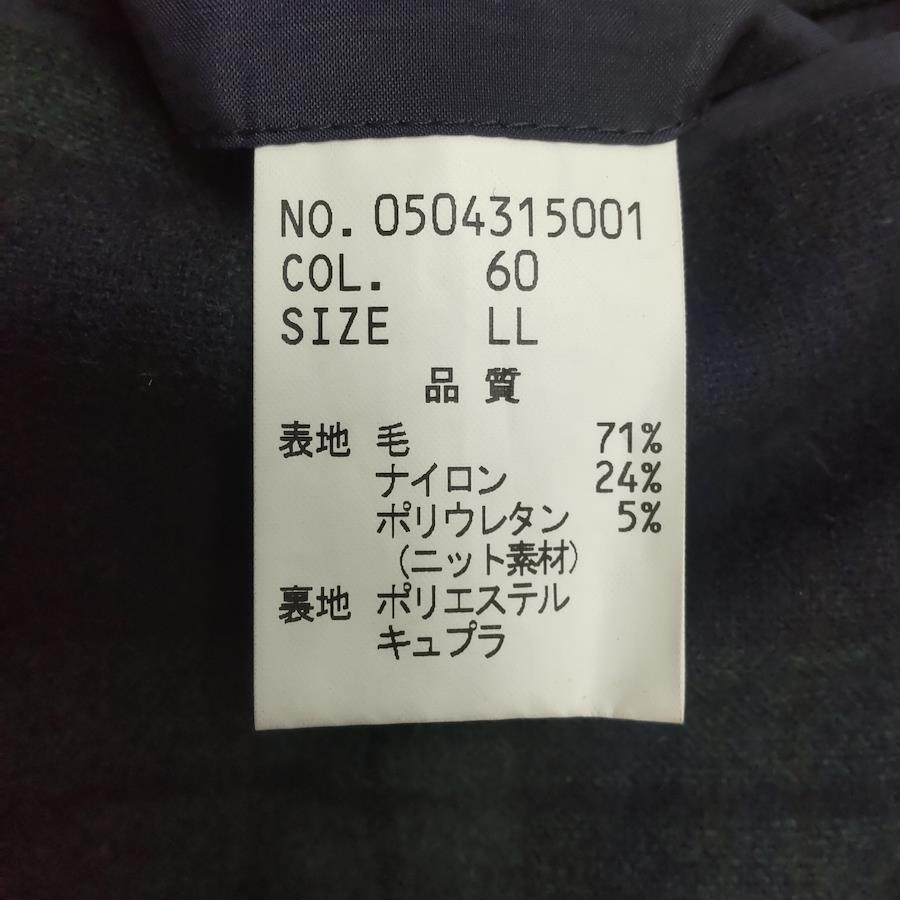 NO. 0504315001
COL. 60
SIZE LL
品質
表地 毛 71%
ナイロン 24%
ポリウレタン 5%
(ニット素材)
裏地 ポリエステル
キュプラ